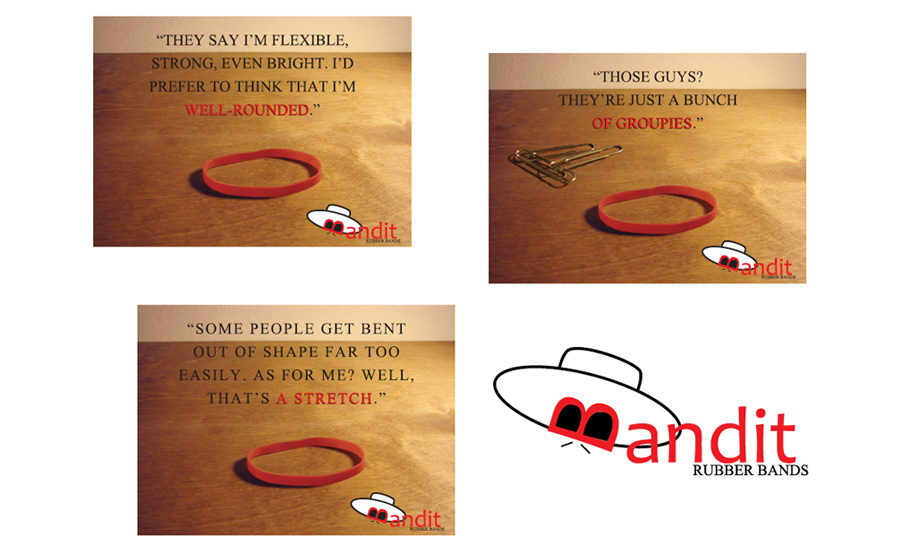 “THEY SAY I’M FLEXIBLE,
STRONG, EVEN BRIGHT. I’D
PREFER TO THINK THAT I’M
WELL-ROUNDED.”
Bandit
RUBBER BANDS
“THOSE GUYS?
THEY’RE JUST A BUNCH
OF GROUPIES.”
Bandit
RUBBER BANDS
“SOME PEOPLE GET BENT
OUT OF SHAPE FAR TOO
EASILY. AS FOR ME? WELL,
THAT’S A STRETCH.”
Bandit
RUBBER BANDS
Bandit
RUBBER BANDS